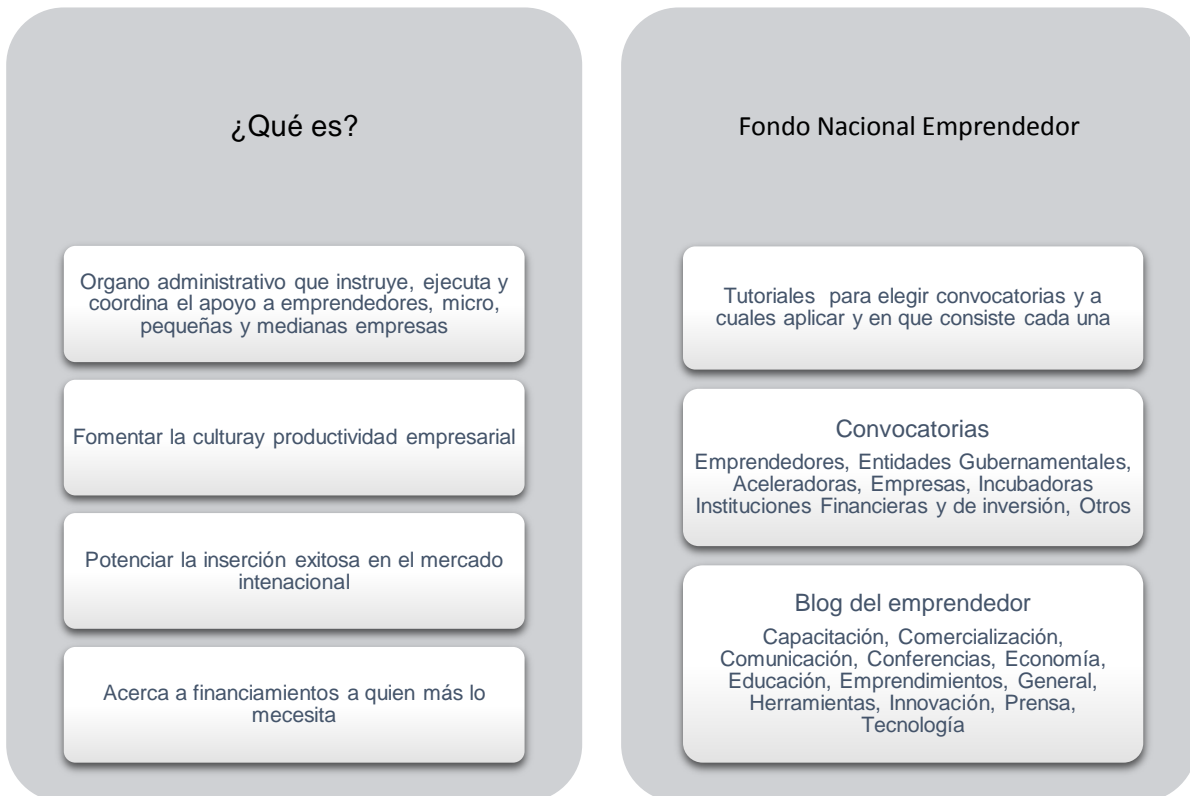 ¿Qué es?
Organo administrativo que instruye, ejecuta y
coordina el apoyo a emprendedores, micro,
pequeñas y medianas empresas
Fomentar la culturay productividad empresarial
Potenciar la inserción exitosa en el mercado
intenacional
Acerca a financiamientos a quien más lo
mecesita
Fondo Nacional Emprendedor
Tutoriales para elegir convocatorias y a
cuales aplicar y en que consiste cada una
Convocatorias
Emprendedores, Entidades Gubernamentales,
Aceleradoras, Empresas, Incubadoras
Instituciones Financieras y de inversión, Otros
Blog del emprendedor
Capacitación, Comercialización,
Comunicación, Conferencias, Economía,
Educación, Emprendimientos, General,
Herramientas, Innovación, Prensa,
Tecnología